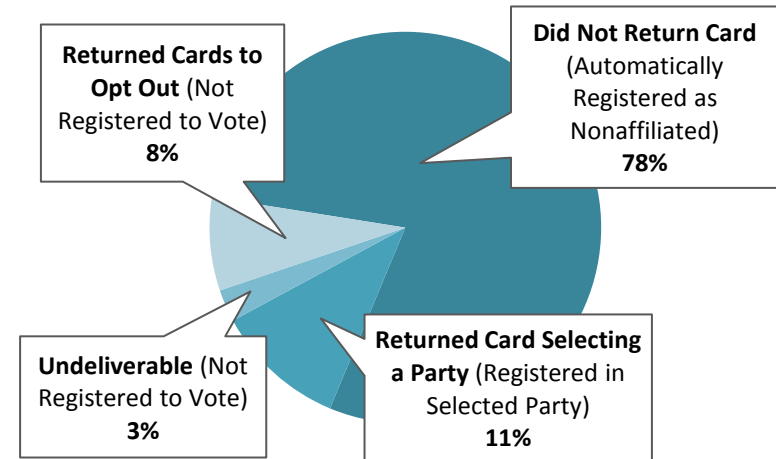 Returned Cards to
Opt Out (Not
Registered to Vote)
8%
Did Not Return Card
(Automatically
Registered as
Nonaffiliated)
78%
Undeliverable (Not
Registered to Vote)
3%
Returned Card Selecting
a Party (Registered in
Selected Party)
11%